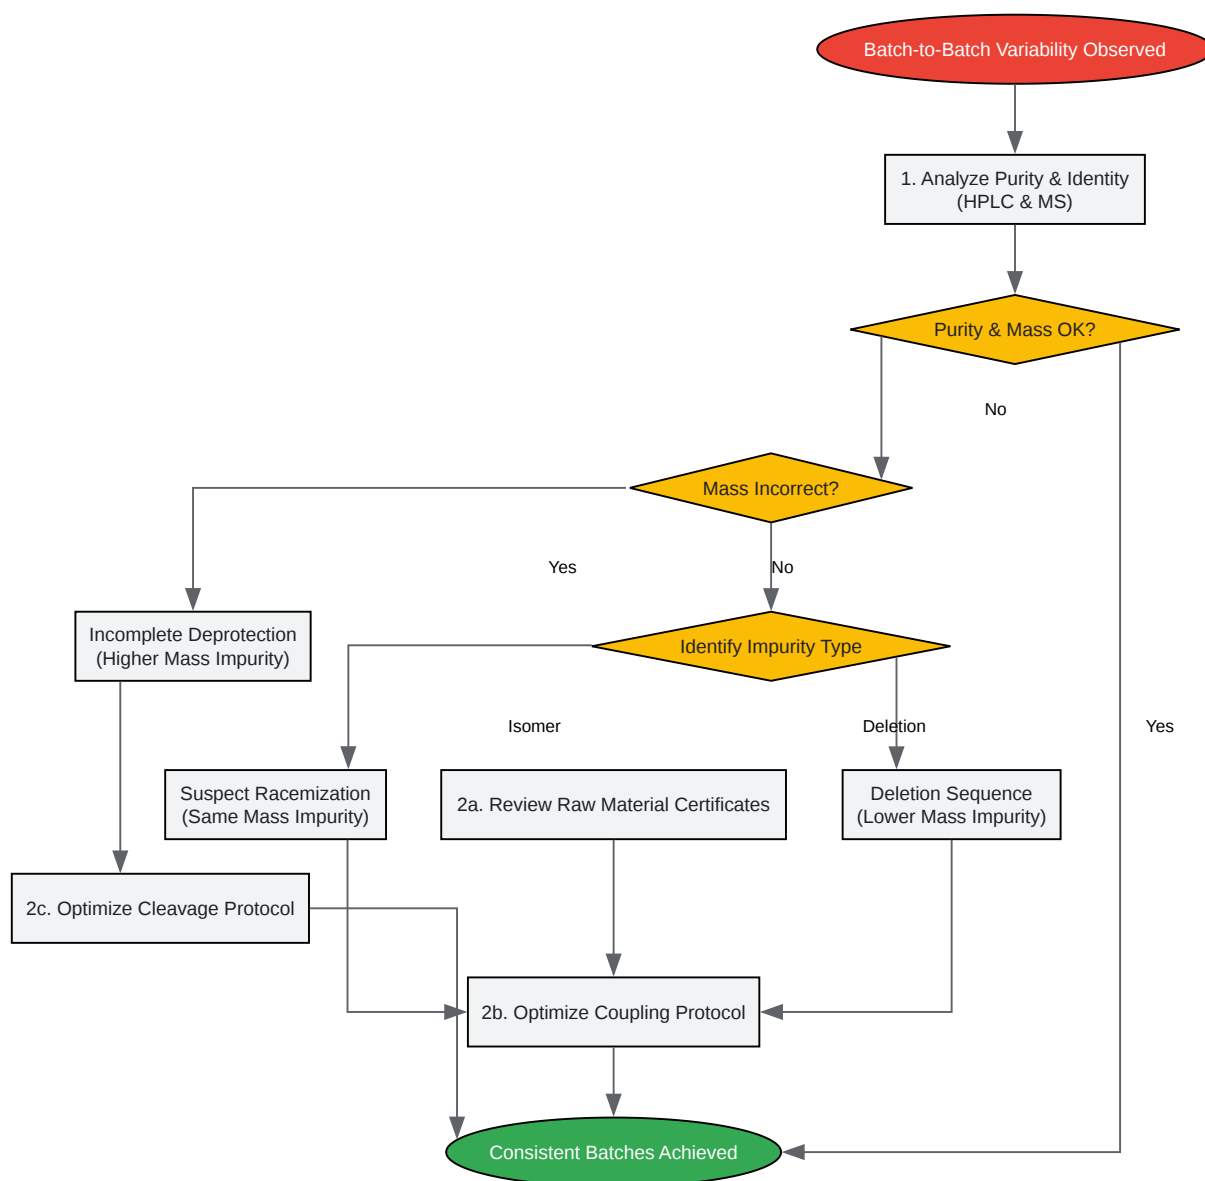 Batch-to-Batch Variability Observed
1. Analyze Purity & Identity
(HPLC & MS)
Purity & Mass OK?
No
Mass Incorrect?
Yes
No
Incomplete Deprotection
(Higher Mass Impurity)
Identify Impurity Type
Isomer
Deletion
Yes
Suspect Racemization
(Same Mass Impurity)
2a. Review Raw Material Certificates
Deletion Sequence
(Lower Mass Impurity)
2c. Optimize Cleavage Protocol
2b. Optimize Coupling Protocol
Consistent Batches Achieved